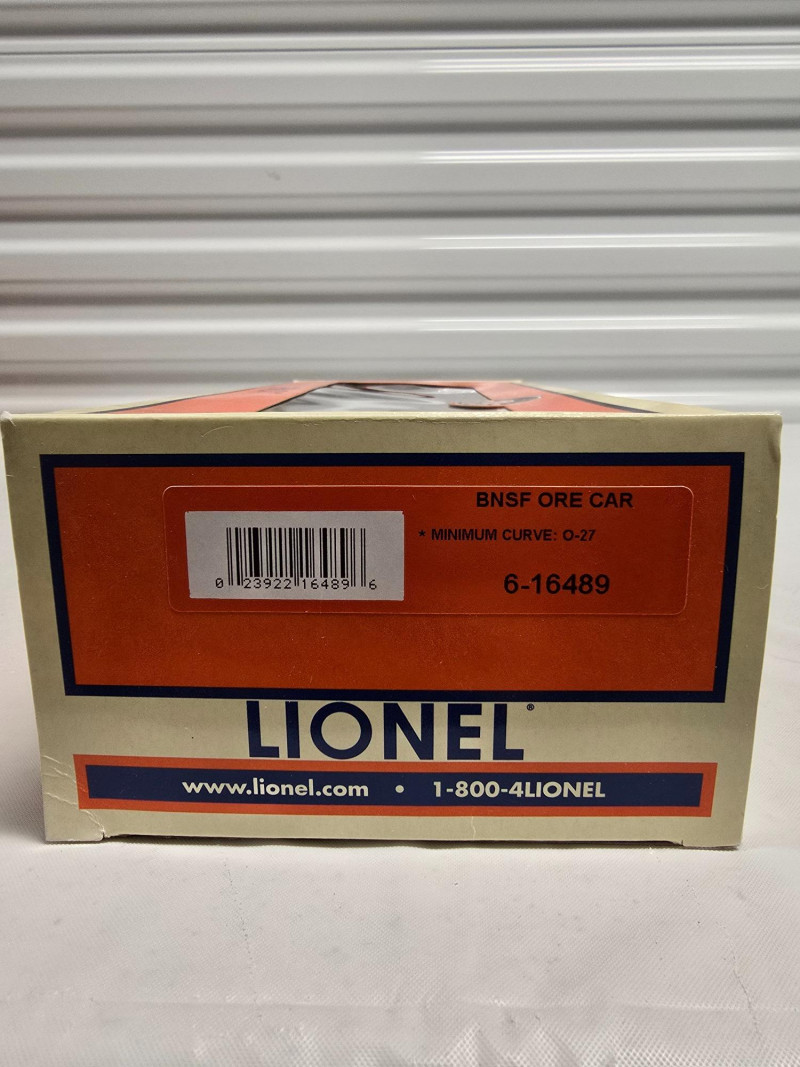 BNSF ORE CAR
* MINIMUM CURVE: O-27
0 23922 16489 6
6-16489
LIONEL®
www.lionel.com • 1-800-4LIONEL